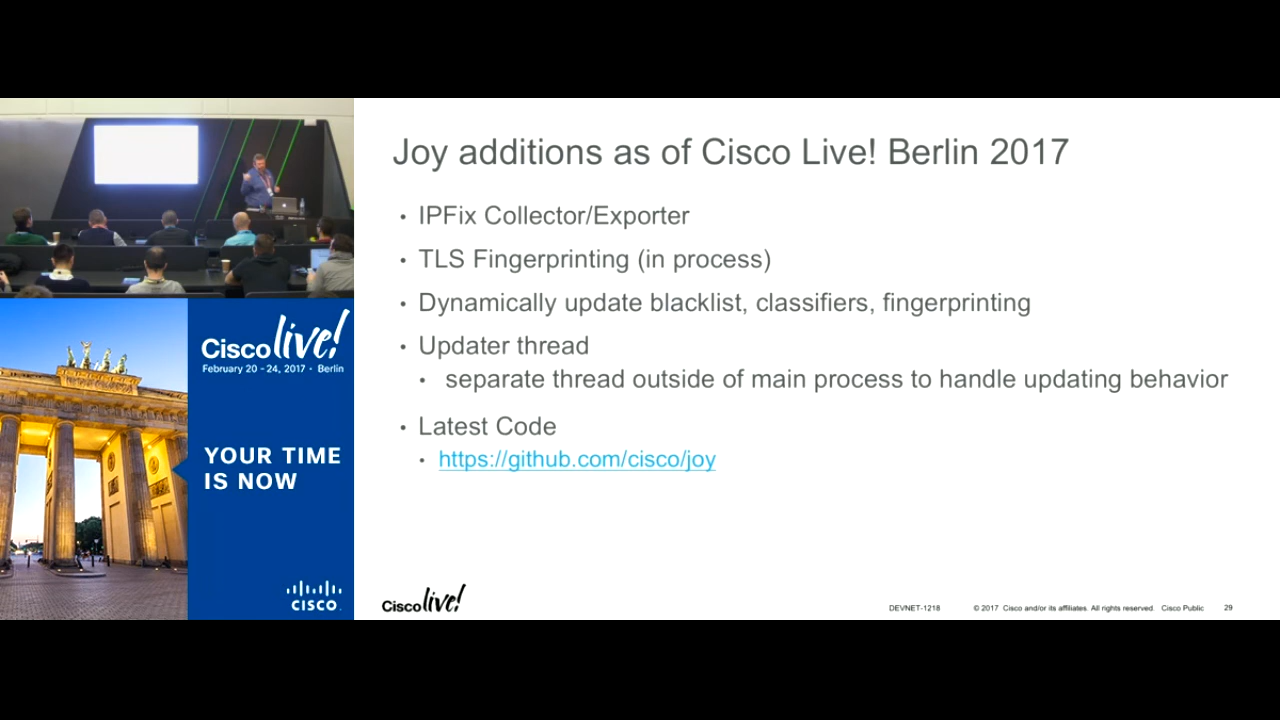 Joy additions as of Cisco Live! Berlin 2017
• IPFix Collector/Exporter
• TLS Fingerprinting (in process)
• Dynamically update blacklist, classifiers, fingerprinting
• Updater thread
• separate thread outside of main process to handle updating behavior
• Latest Code
• https://github.com/cisco/joy
Cisco live!
February 20 - 24, 2017 • Berlin
YOUR TIME
IS NOW
CISCO.
Cisco live!
DEVNET-1218 © 2017 Cisco and/or its affiliates. All rights reserved. Cisco Public 29